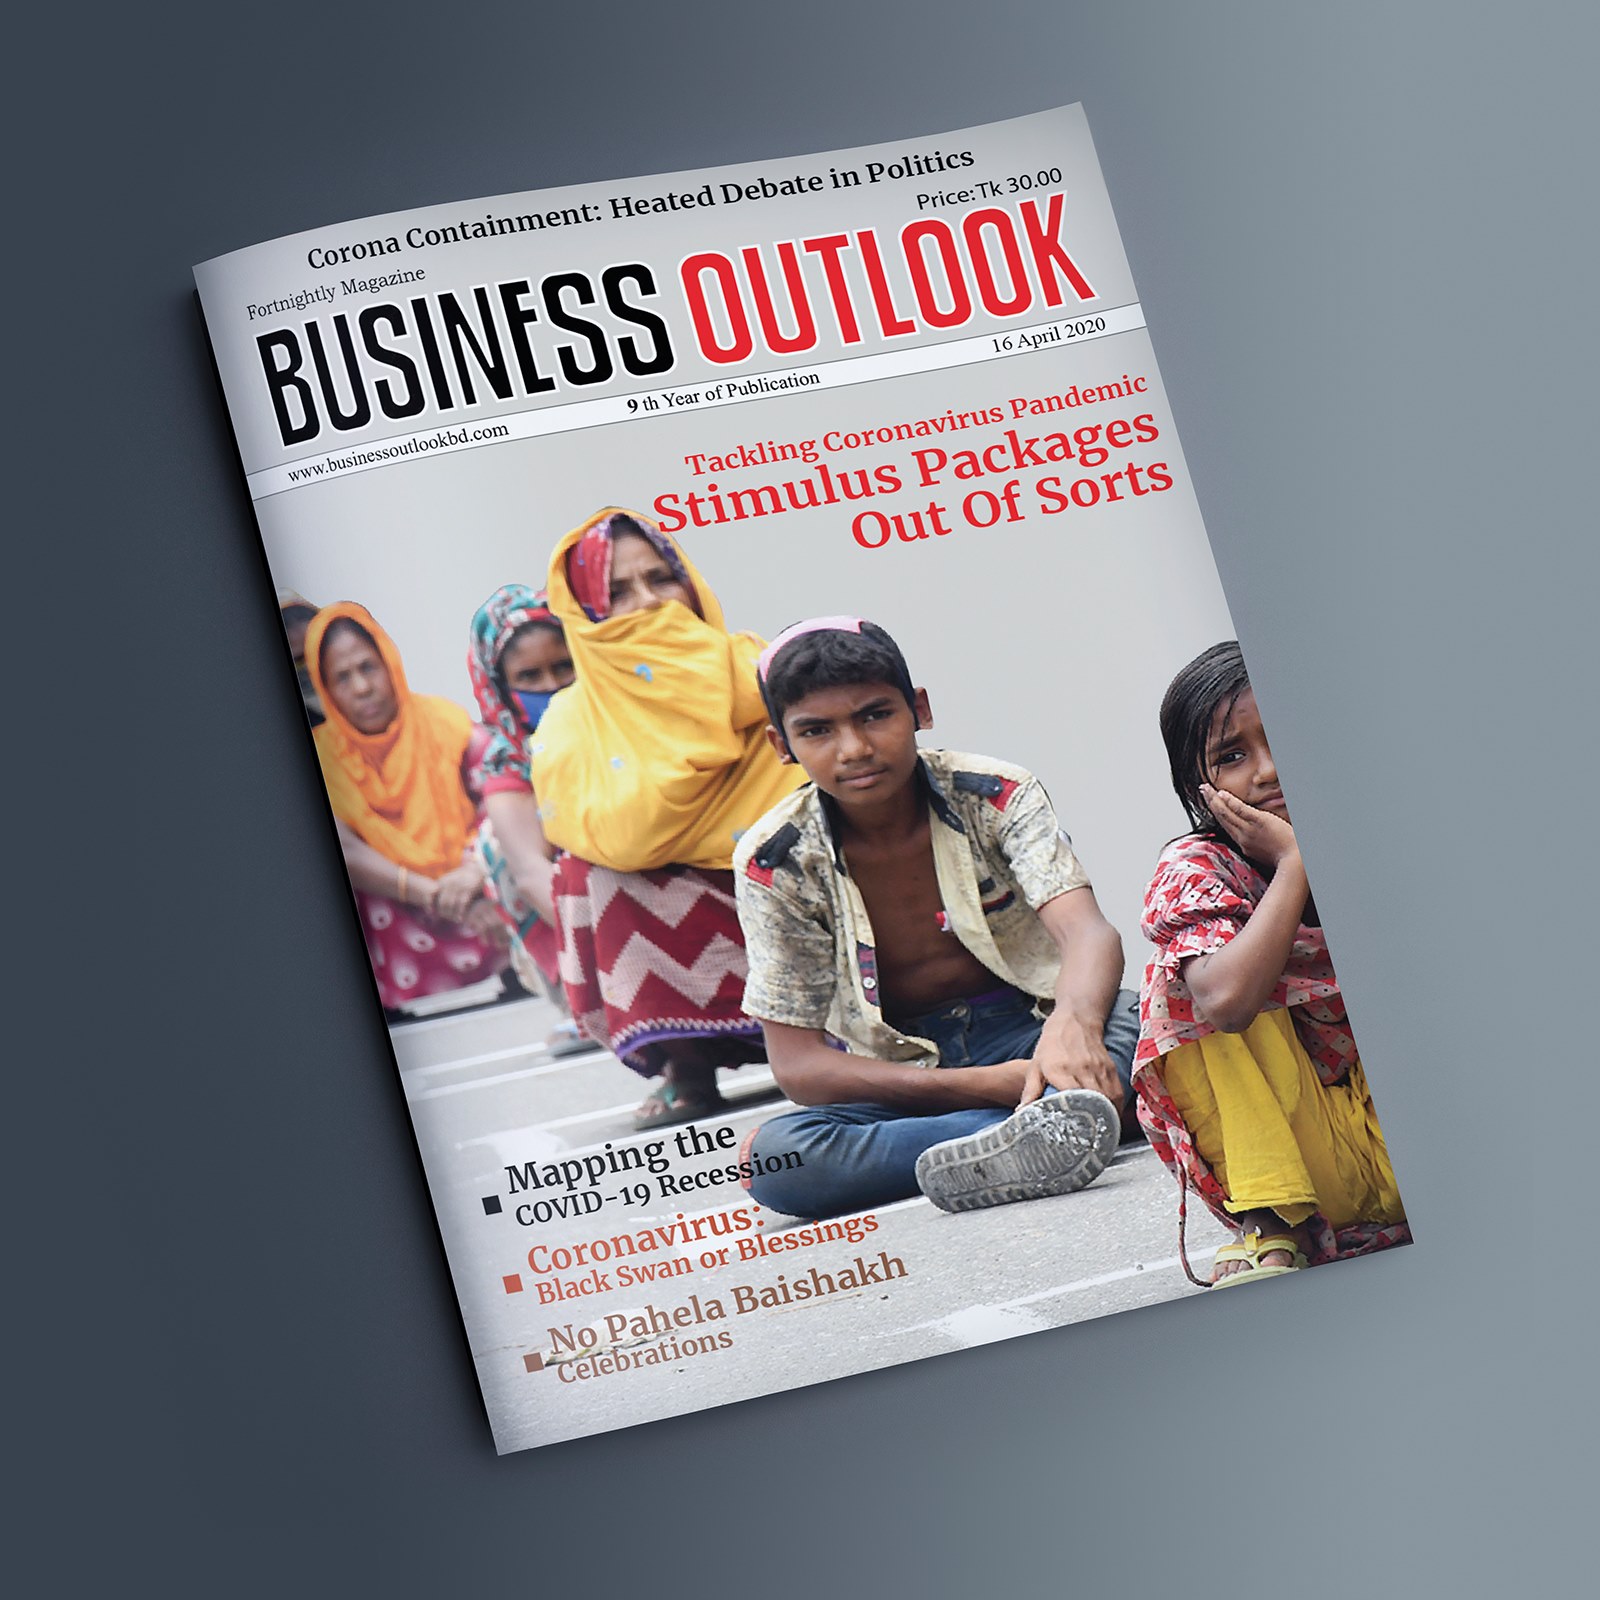 Corona Containment: Heated Debate in Politics
Price:Tk 30.00
Fortnightly Magazine
BUSINESS OUTLOOK
www.businessoutlookbd.com
9 th Year of Publication
16 April 2020
Tackling Coronavirus Pandemic
Stimulus Packages
Out Of Sorts
Mapping the
COVID-19 Recession
Coronavirus:
Black Swan or Blessings
No Pahela Baishakh
Celebrations